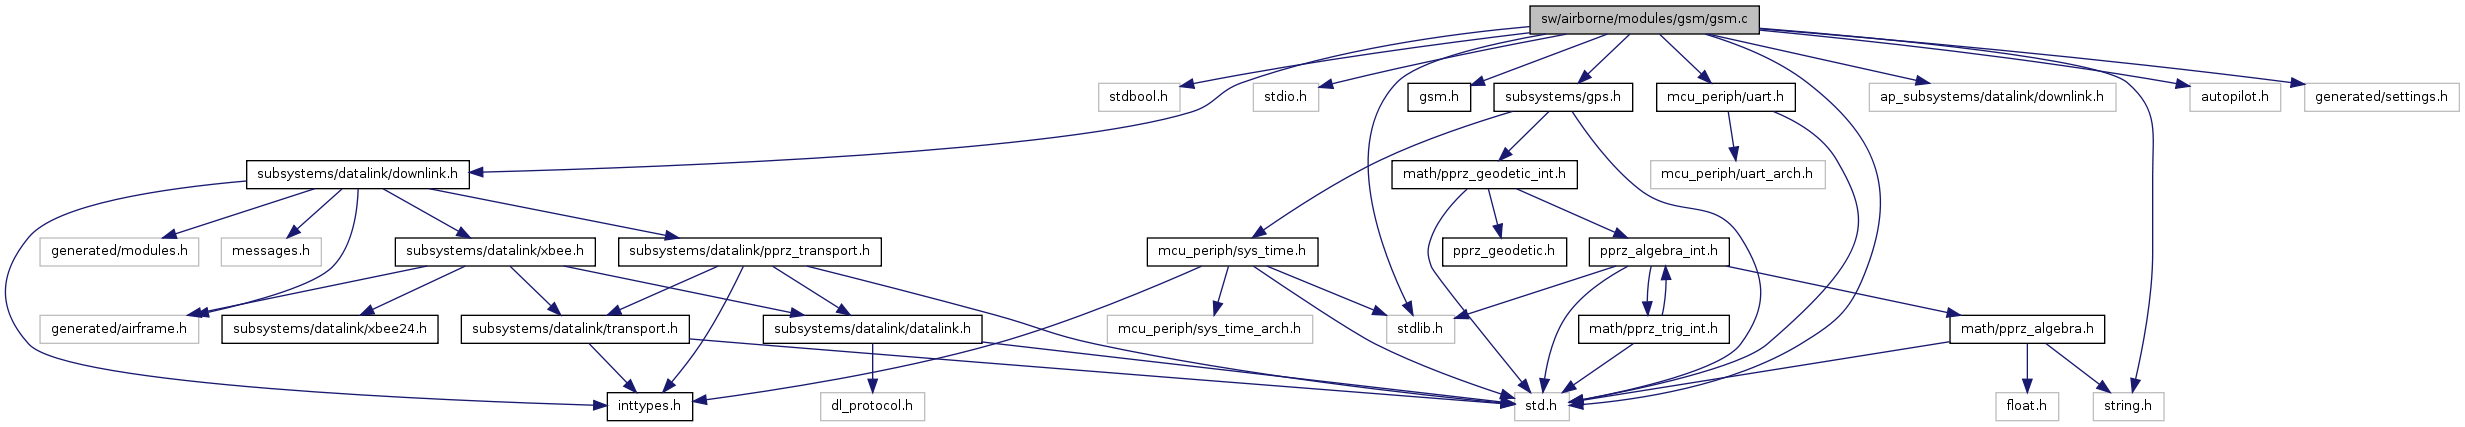 sw/airborne/modules/gsm/gsm.c
stdbool.h
stdio.h
gsm.h
subsystems/gps.h
mcu_periph/uart.h
ap_subsystems/datalink/downlink.h
autopilot.h
generated/settings.h
subsystems/datalink/downlink.h
math/pprz_geodetic_int.h
mcu_periph/uart_arch.h
generated/modules.h
messages.h
subsystems/datalink/xbee.h
subsystems/datalink/pprz_transport.h
mcu_periph/sys_time.h
pprz_geodetic.h
pprz_algebra_int.h
generated/airframe.h
subsystems/datalink/xbee24.h
subsystems/datalink/transport.h
subsystems/datalink/datalink.h
mcu_periph/sys_time_arch.h
stdlib.h
math/pprz_trig_int.h
math/pprz_algebra.h
inttypes.h
dl_protocol.h
std.h
float.h
string.h